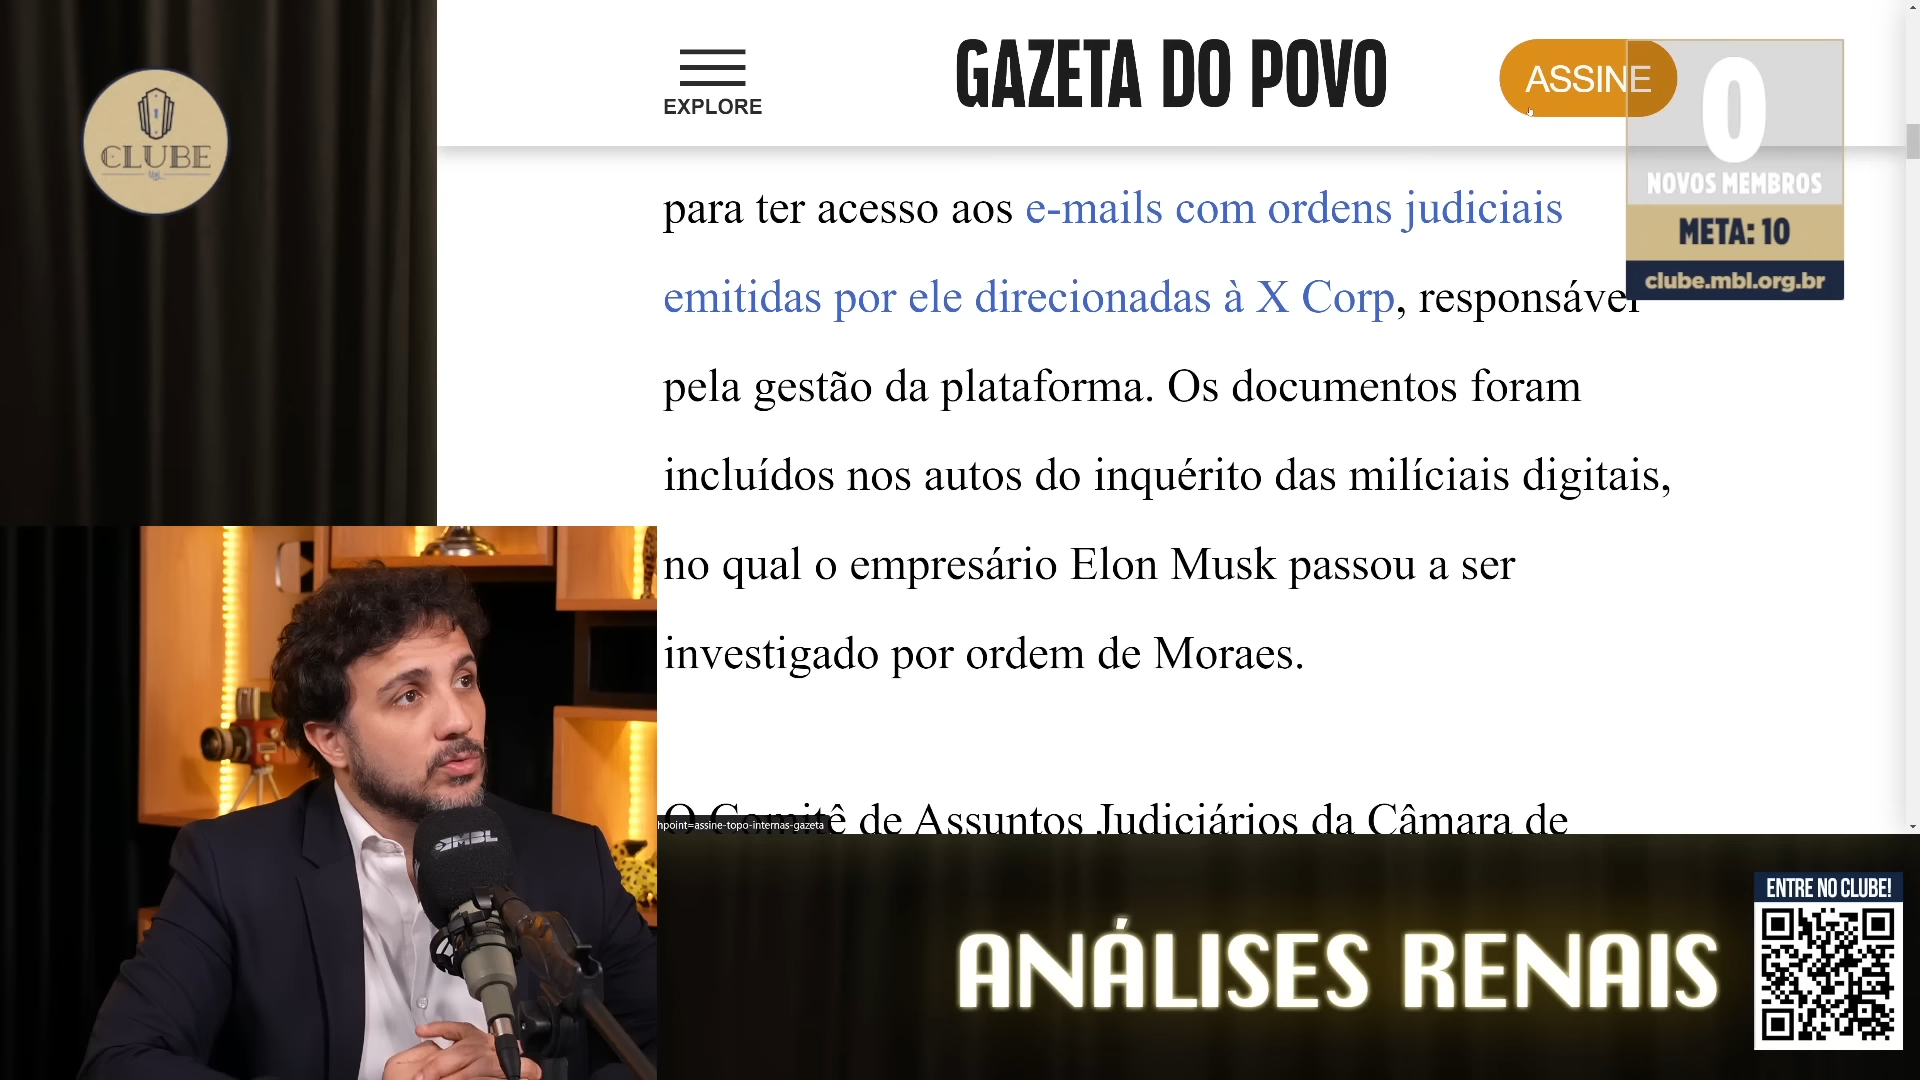 CLUBE
EXPLORE
GAZETA DO POVO
ASSINE
0
NOVOS MEMBROS
META: 10
clube.mbl.org.br
para ter acesso aos e-mails com ordens judiciais
emitidas por ele direcionadas à X Corp, responsável
pela gestão da plataforma. Os documentos foram
incluídos nos autos do inquérito das milíciais digitais,
no qual o empresário Elon Musk passou a ser
investigado por ordem de Moraes.
O Comitê de Assuntos Judiciários da Câmara de
hpoint=assine-topo-internas-gazeta
MBL
ANÁLISES RENAIS
ENTRE NO CLUBE!